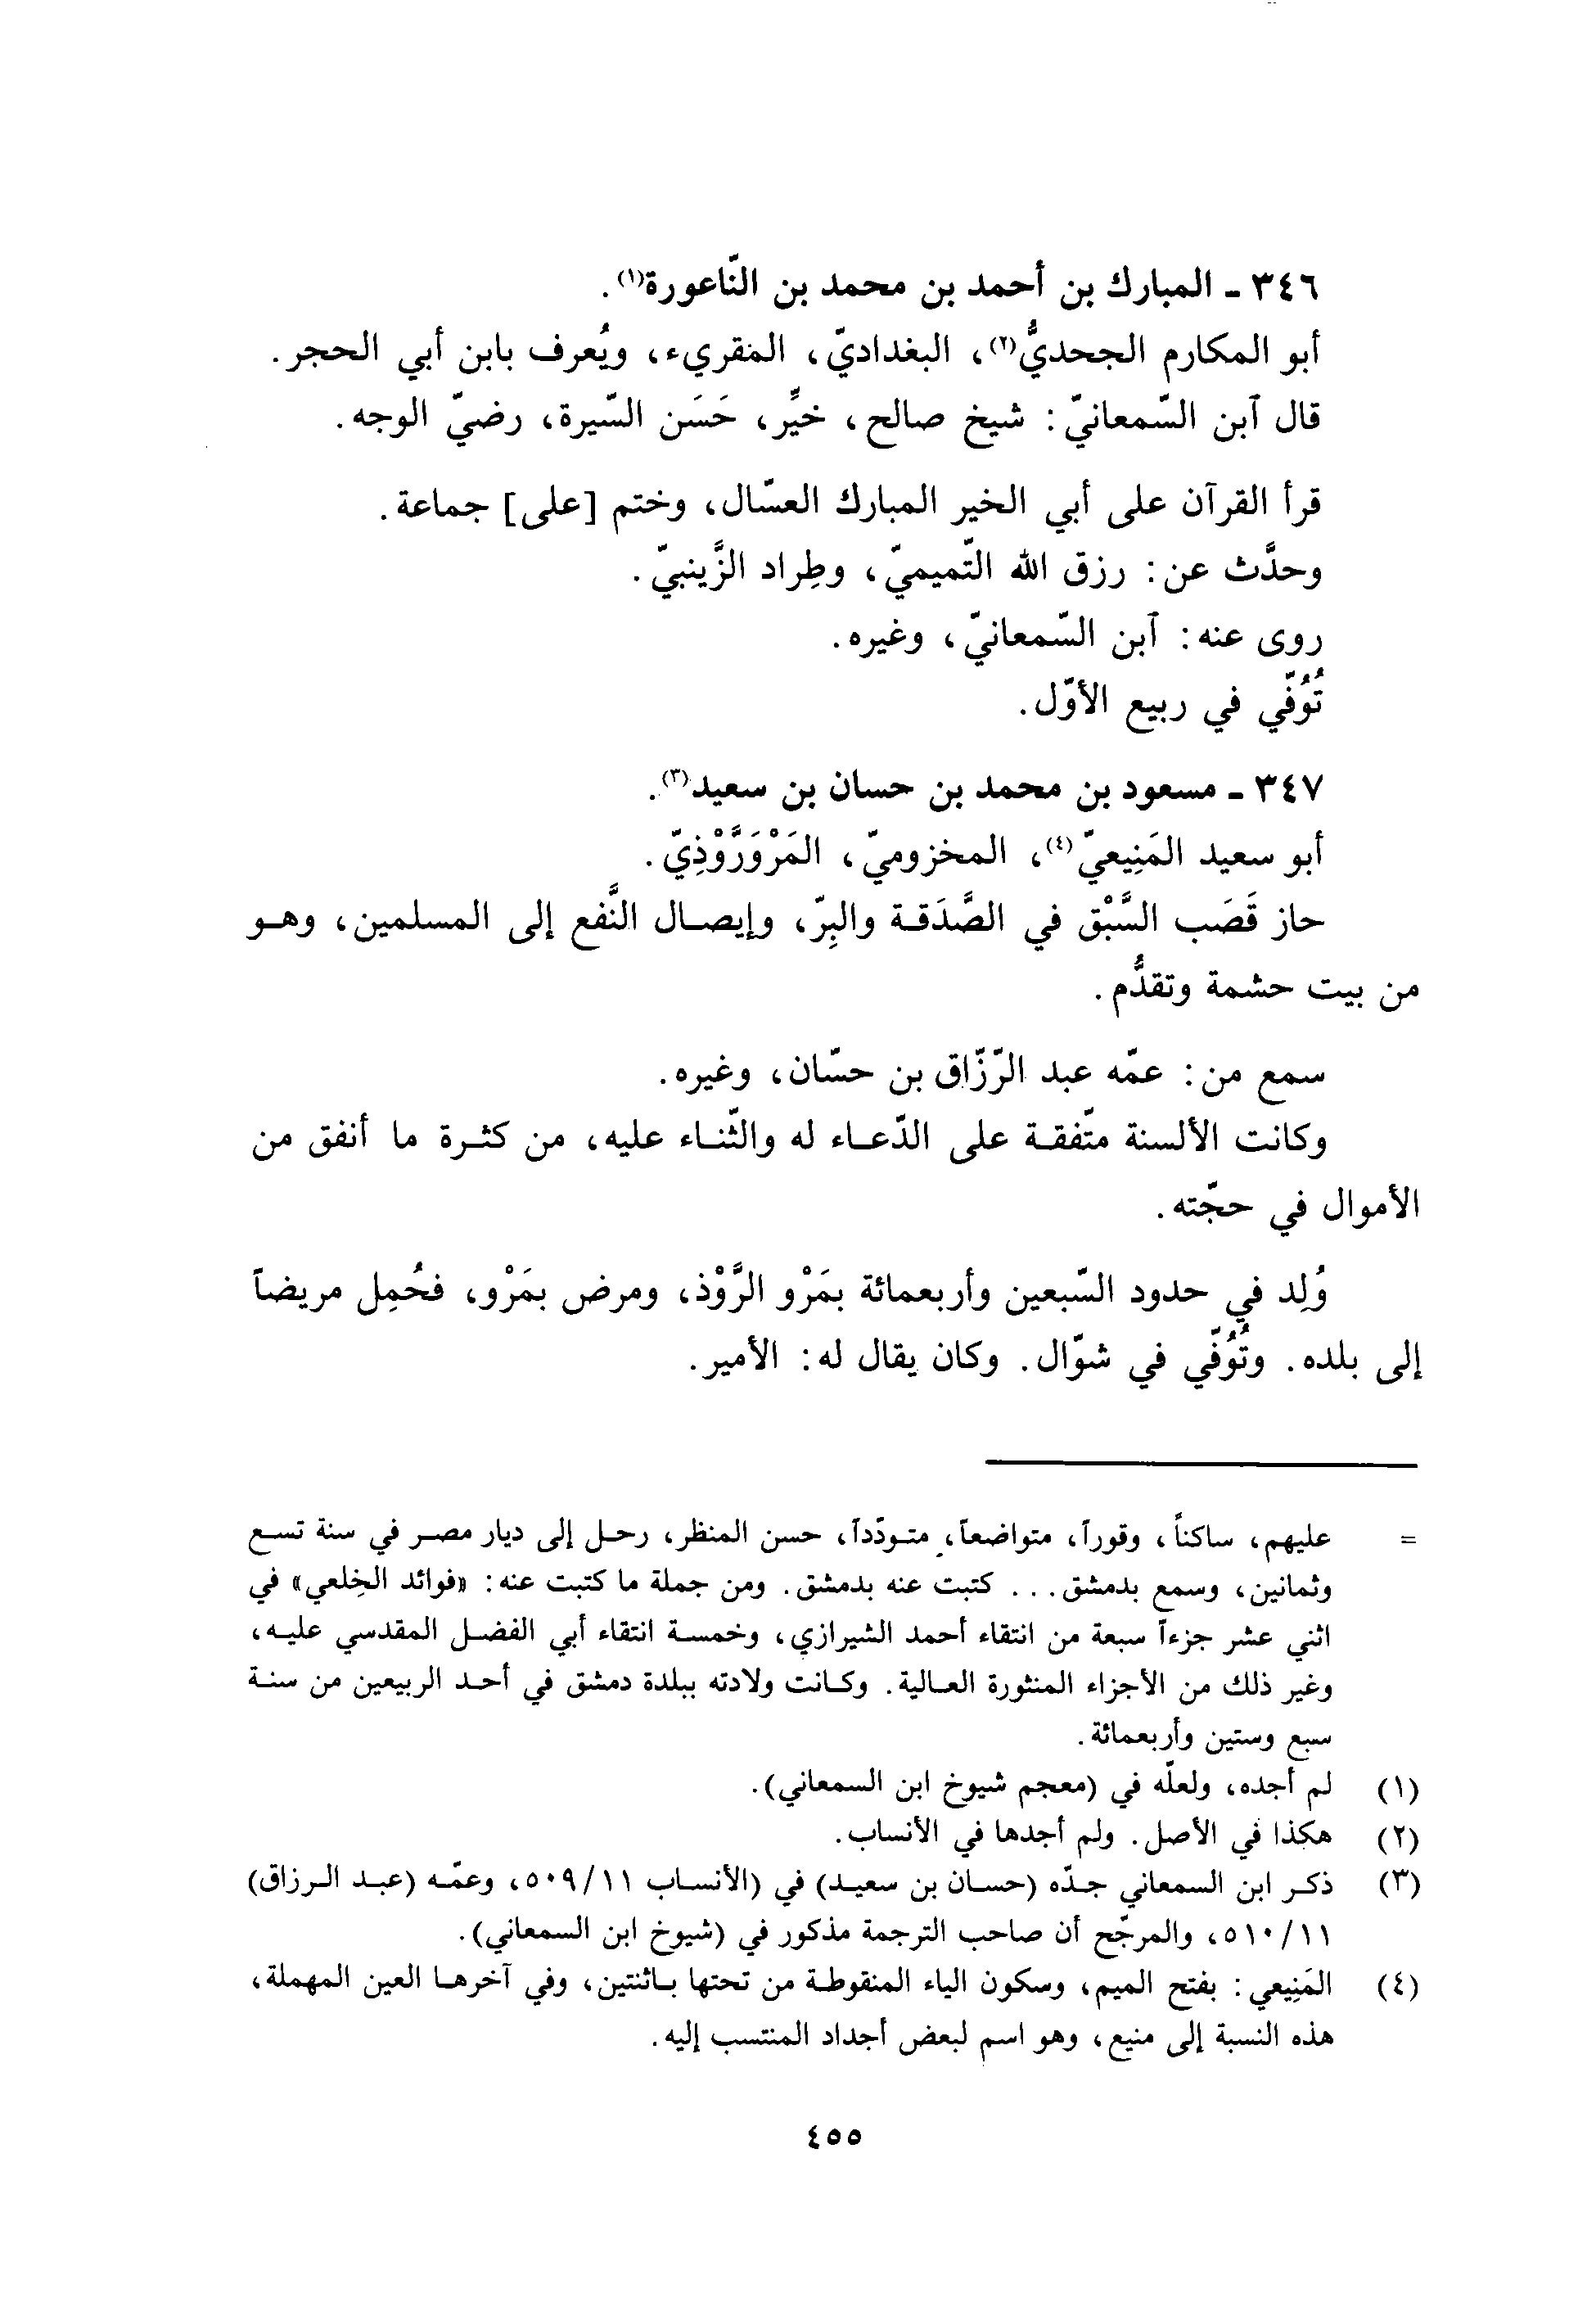 ٣٤٦ - المبارك بن أحمد بن محمد بن النّاعورة(١).
أبو المكارم الجحديُّ(٢)، البغداديّ، المقريء، ويُعرف بابن أبي الحجر.
قال آبن السّمعانيّ: شيخ صالح، خيِّر، حَسَن السّيرة، رضيّ الوجه.
قرأ القرآن على أبي الخير المبارك العسّال، وختم [على] جماعة.
وحدَّث عن: رزق الله التّميميّ، وطِراد الزَّينبيّ.
روى عنه: آبن السّمعانيّ، وغيره.
تُوُفّي في ربيع الأوّل.
٣٤٧ - مسعود بن محمد بن حسان بن سعيد(٣).
أبو سعيد المَنِيعيّ(٤)، المخزوميّ، المَرْوَرُّوْذِيّ.
حاز قَصَب السَّبْق في الصَّدَقة والبِرّ، وإيصال النَّفع إلى المسلمين، وهو
من بيت حشمة وتقدُّم.
سمع من: عمّه عبد الرّزّاق بن حسّان، وغيره.
وكانت الألسنة متّفقة على الدّعاء له والثّناء عليه، من كثرة ما أنفق من
الأموال في حجّته.
وُلِد في حدود السّبعين وأربعمائة بمَرْو الرُّوْذ، ومرض بمَرْو، فحُمِل مريضاً
إلى بلده. وتُوُفّي في شوّال. وكان يقال له: الأمير.
= عليهم، ساكناً، وقوراً، متواضعاً، متودّداً، حسن المنظر، رحل إلى ديار مصر في سنة تسع
وثمانين، وسمع بدمشق... كتبت عنه بدمشق. ومن جملة ما كتبت عنه: «فوائد الخِلعي» في
اثني عشر جزءاً سبعة من انتقاء أحمد الشيرازي، وخمسة انتقاء أبي الفضل المقدسي عليه،
وغير ذلك من الأجزاء المنثورة العالية. وكانت ولادته ببلدة دمشق في أحد الربيعين من سنة
سبع وستين وأربعمائة.
(١) لم أجده، ولعلّه في (معجم شيوخ ابن السمعاني).
(٢) هكذا في الأصل. ولم أجدها في الأنساب.
(٣) ذكر ابن السمعاني جدّه (حسان بن سعيد) في (الأنساب ١١/٥٠٩، وعمّه (عبد الرزاق)
١١/٥١٠، والمرجّح أن صاحب الترجمة مذكور في (شيوخ ابن السمعاني).
(٤) المَنِيعي: بفتح الميم، وسكون الياء المنقوطة من تحتها باثنتين، وفي آخرها العين المهملة،
هذه النسبة إلى منيع، وهو اسم لبعض أجداد المنتسب إليه.
٤٥٥